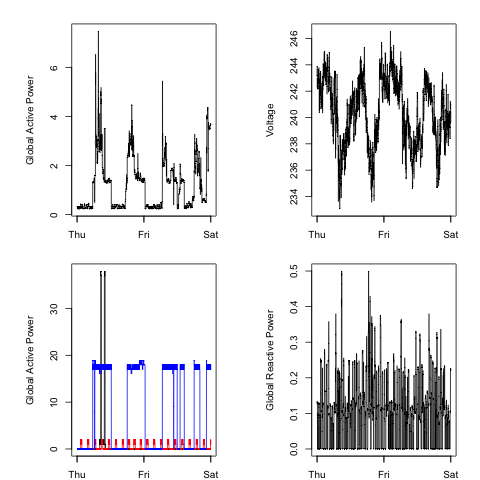 Global Active Power
6
4
2
0
Thu Fri Sat
Voltage
246
244
242
240
238
236
234
Thu Fri Sat
Global Active Power
30
20
10
0
Thu Fri Sat
Global Reactive Power
0.5
0.4
0.3
0.2
0.1
0.0
Thu Fri Sat